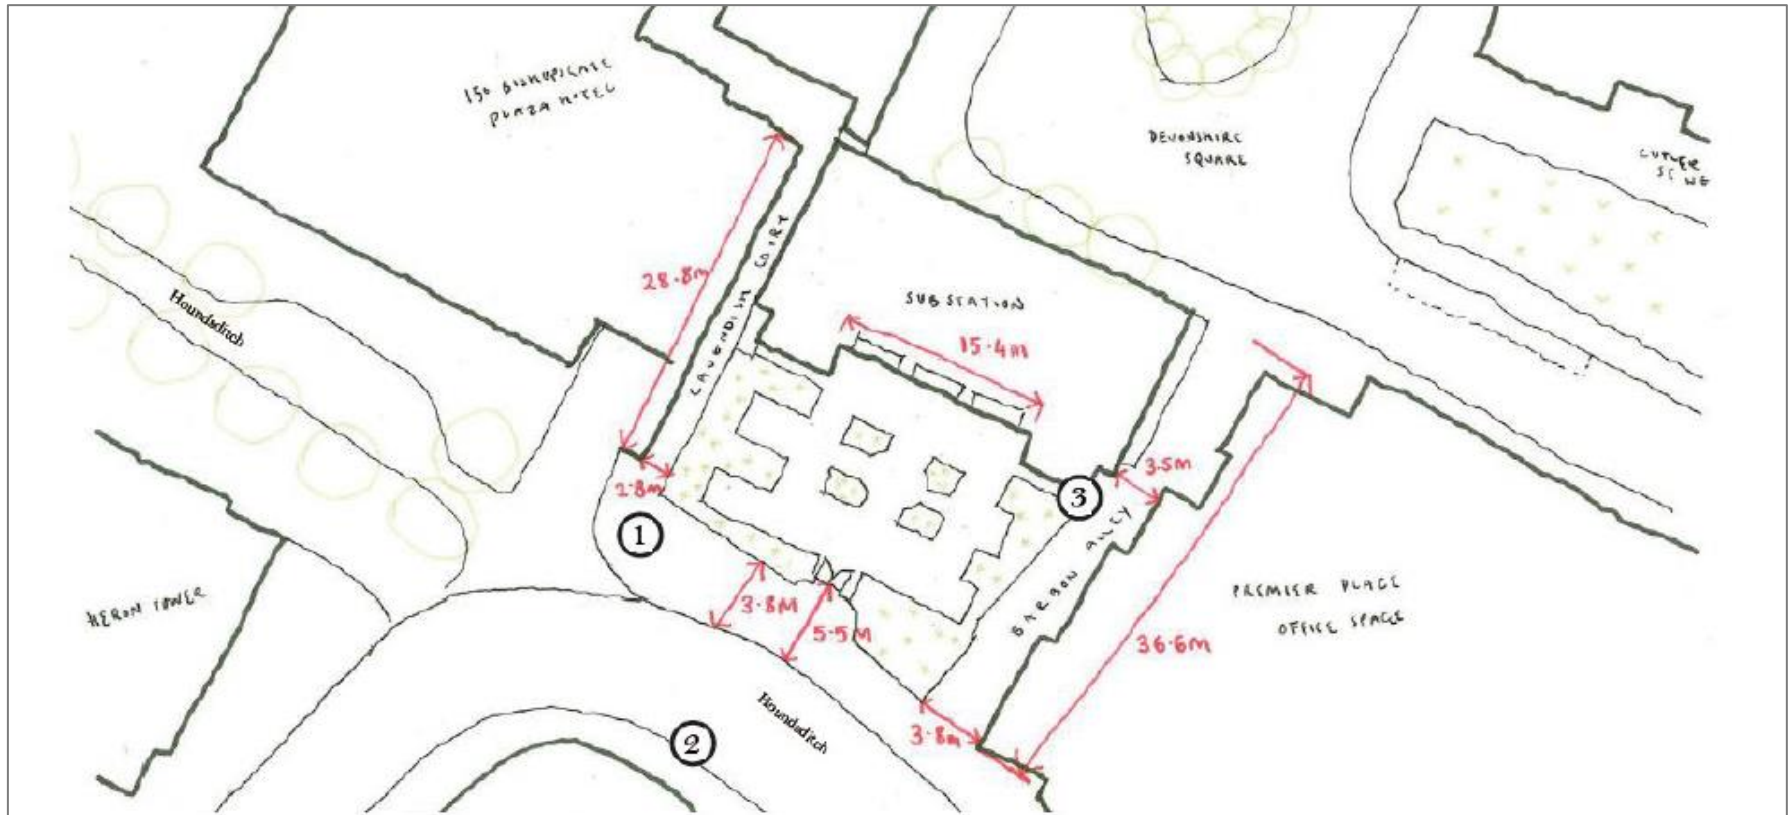 150 BISHOPSGATE
PLAZA HOTEL
DEVONSHIRE
SQUARE
CUTLER
28.8m
CAVENDISH COURT
SUBSTATION
15.4m
Houndsditch
3.5m
2.8m
3
1
BARBON ALLEY
HERON TOWER
3.8M
5.5M
PREMIER PLACE
OFFICE SPACE
36.6m
Houndsditch
3.8m
2